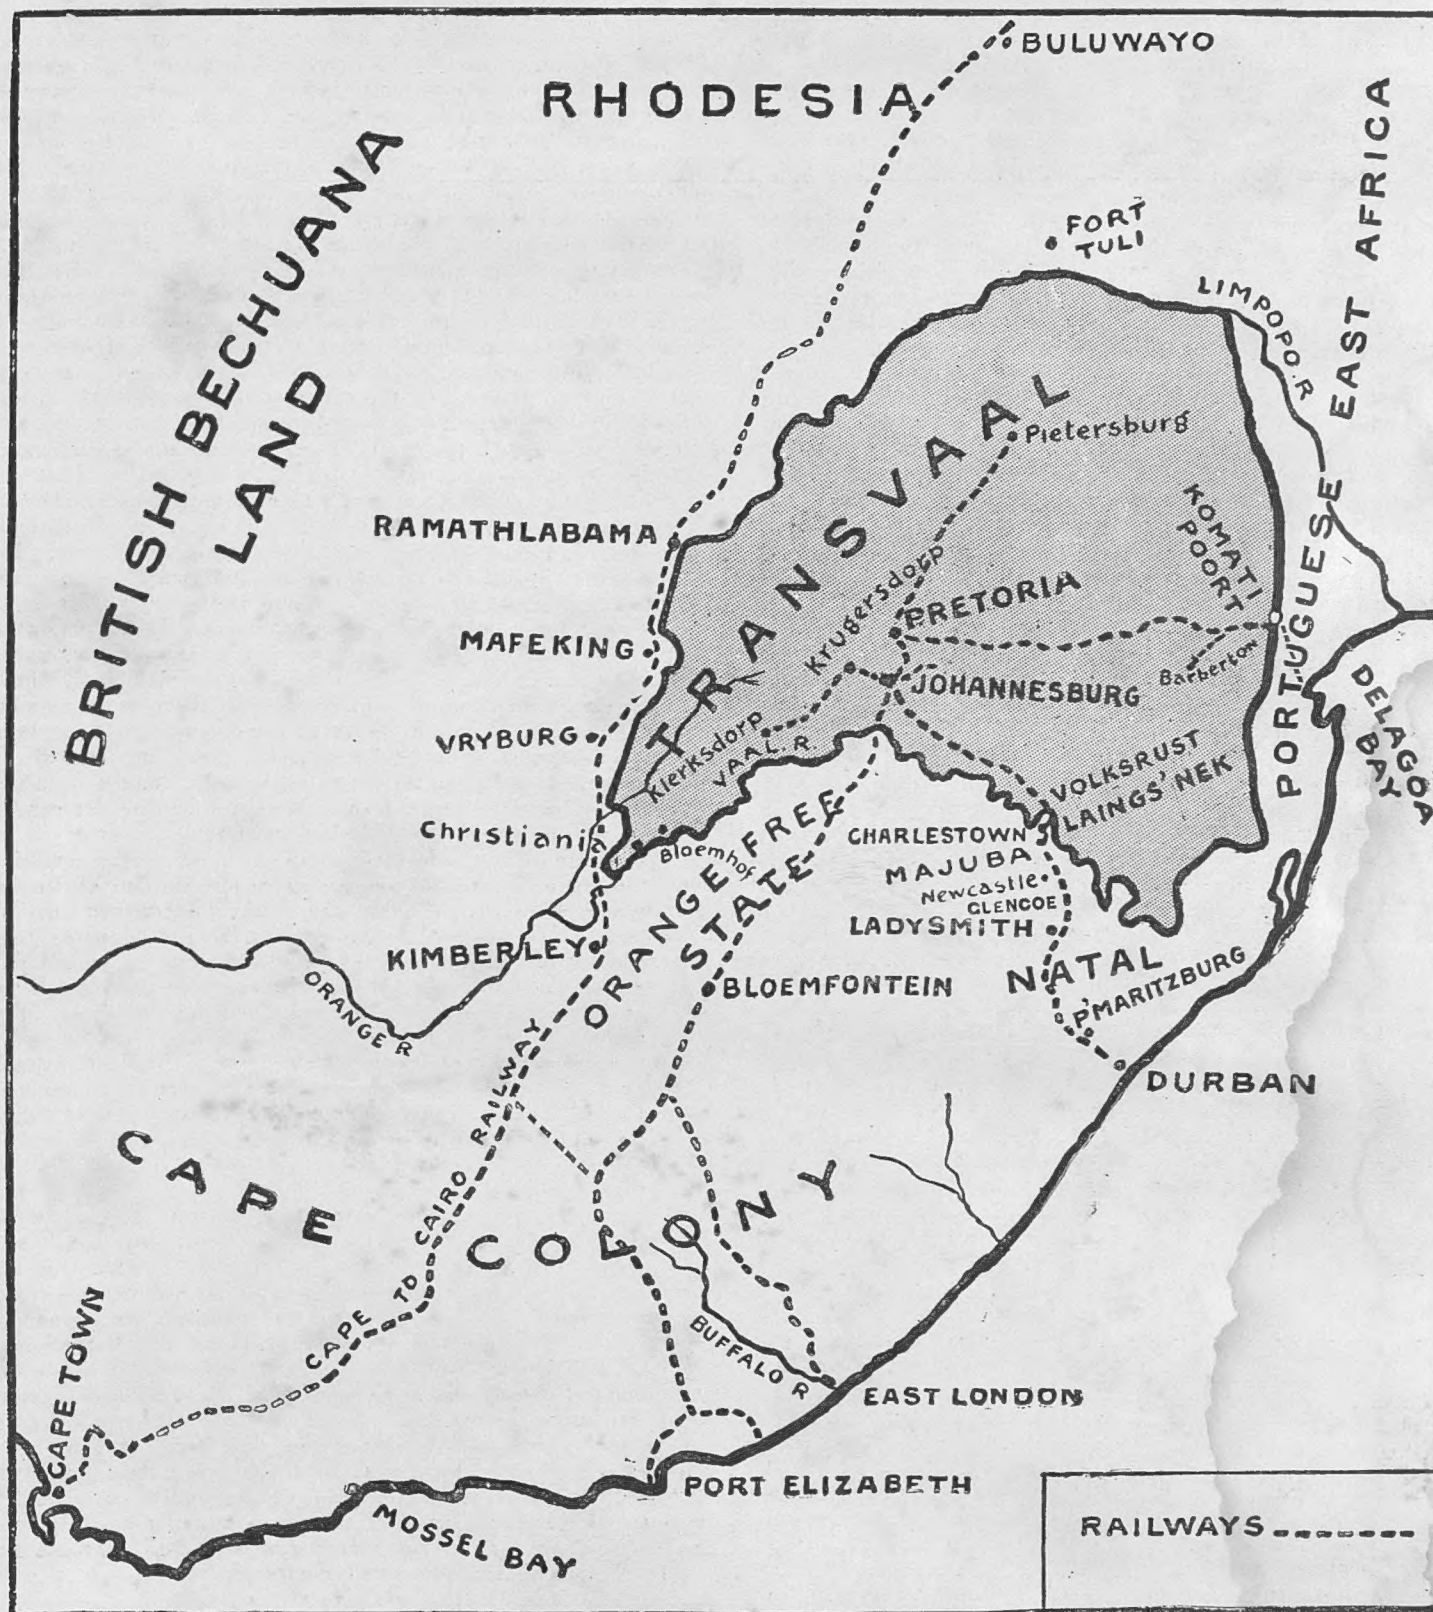 BULUWAYO
RHODESIA
BRITISH BECHUANA
LAND
EAST AFRICA
FORT
TULI
LIMPOPO. R
TRANSVAAL
Pietersburg
RAMATHLABAMA
KOMATI
POORT
PORTUGUESE
Krugersdorp
PRETORIA
MAFEKING
JOHANNESBURG
Barberton
DELAGOA
BAY
VRYBURG
Klerksdorp
VAAL. R.
VOLKSRUST
LAINGS' NEK
Christiani
Bloemhof
ORANGE FREE
STATE
CHARLESTOWN
MAJUBA
Newcastle
GLENCOE
LADYSMITH
KIMBERLEY
ORANGE R
BLOEMFONTEIN
NATAL
P'MARITZBURG
DURBAN
CAPE TO CAIRO RAILWAY
CAPE COLONY
BUFFALO R
CAPE TOWN
EAST LONDON
PORT ELIZABETH
MOSSEL BAY
RAILWAYS